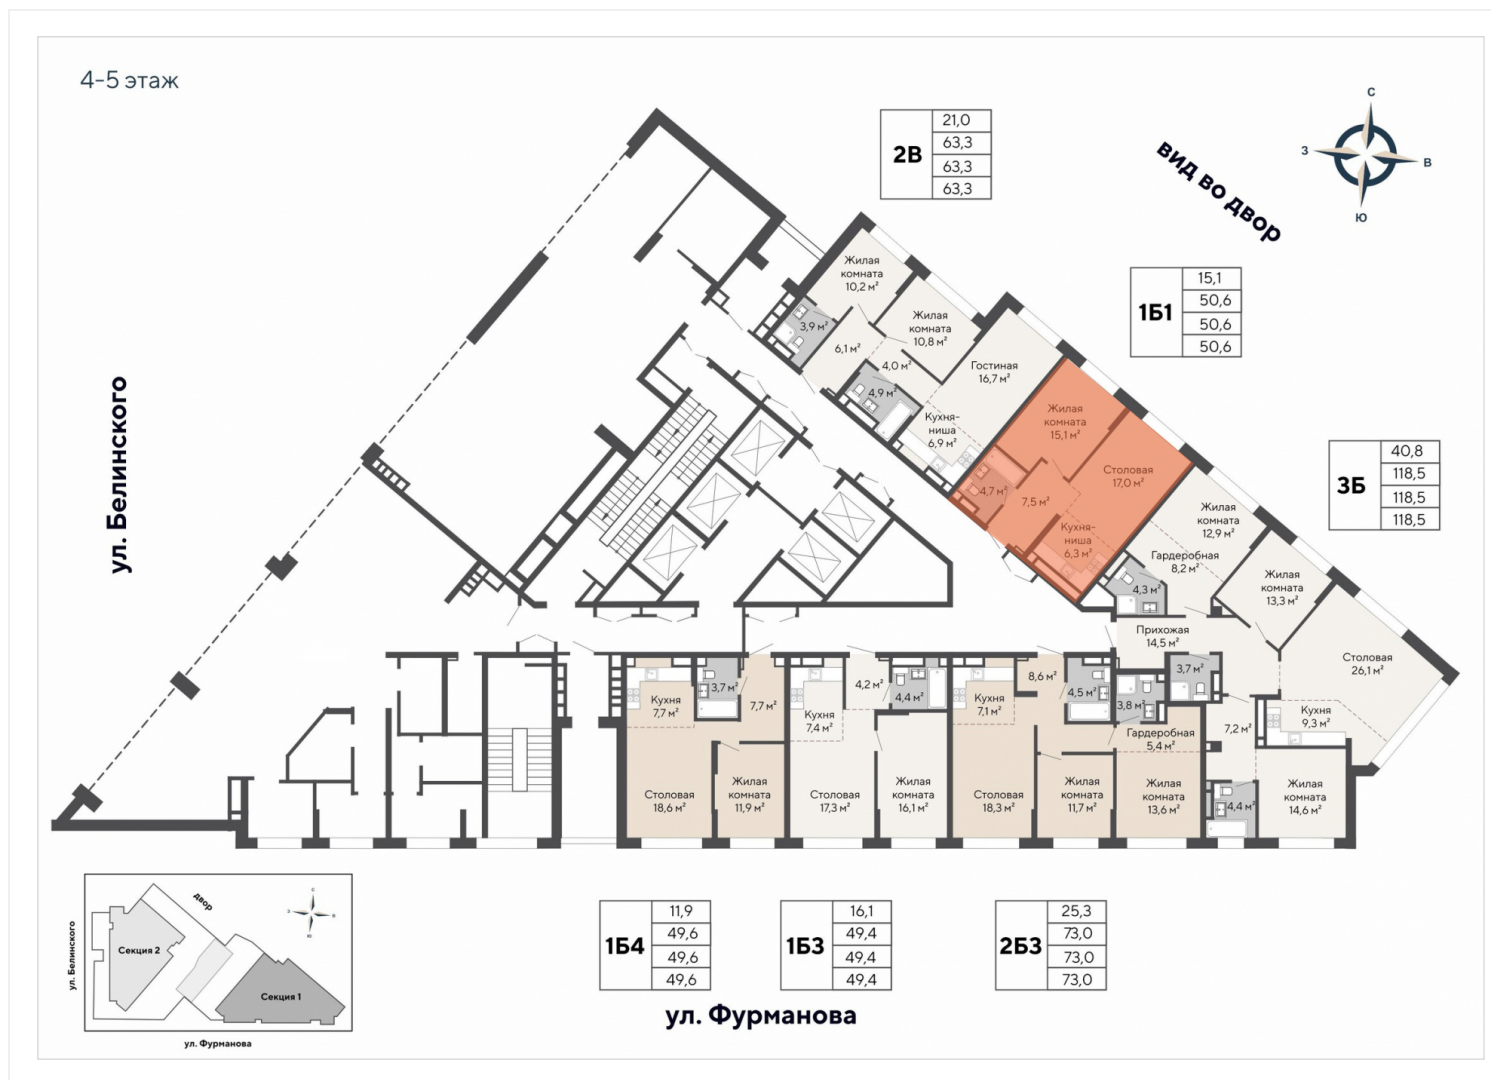 4-5 этаж
2В
21,0
63,3
63,3
63,3
вид во двор
С
З
В
Ю
1Б1
15,1
50,6
50,6
50,6
3Б
40,8
118,5
118,5
118,5
ул. Белинского
Жилая
комната
10,2 м²
3,9 м²
6,1 м²
Жилая
комната
10,8 м²
4,0 м²
4,9 м²
Гостиная
16,7 м²
Кухня-
ниша
6,9 м²
Жилая
комната
15,1 м²
Столовая
17,0 м²
4,7 м²
7,5 м²
Кухня-
ниша
6,3 м²
Жилая
комната
12,9 м²
Гардеробная
8,2 м²
4,3 м²
Жилая
комната
13,3 м²
Прихожая
14,5 м²
Столовая
26,1 м²
3,7 м²
7,2 м²
Кухня
9,3 м²
4,4 м²
Жилая
комната
14,6 м²
Кухня
7,7 м²
3,7 м²
7,7 м²
Столовая
18,6 м²
Жилая
комната
11,9 м²
Кухня
7,4 м²
4,2 м²
4,4 м²
Столовая
17,3 м²
Жилая
комната
16,1 м²
Кухня
7,1 м²
8,6 м²
4,5 м²
3,8 м²
Гардеробная
5,4 м²
Столовая
18,3 м²
Жилая
комната
11,7 м²
Жилая
комната
13,6 м²
1Б4
11,9
49,6
49,6
49,6
1Б3
16,1
49,4
49,4
49,4
2Б3
25,3
73,0
73,0
73,0
ул. Фурманова
двор
С
З
В
Ю
ул. Белинского
Секция 2
Секция 1
ул. Фурманова